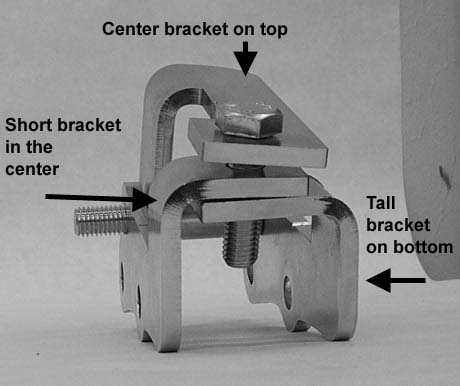 Center bracket on top
Short bracket
in the
center
Tall
bracket
on bottom